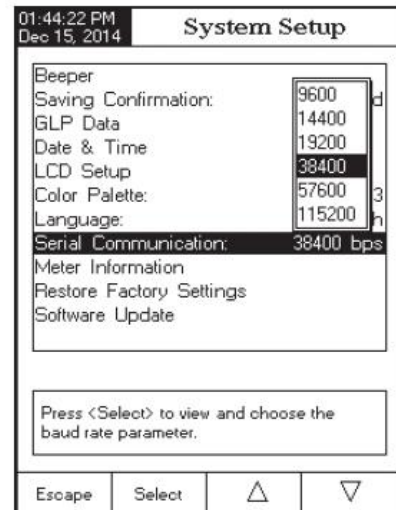 01:44:22 PM
Dec 15, 2014
System Setup
Beeper
Saving Confirmation: d
GLP Data
Date & Time
LCD Setup
Color Palette: 3
Language: h
Serial Communication: 38400 bps
Meter Information
Restore Factory Settings
Software Update
9600
14400
19200
38400
57600
115200
Press <Select> to view and choose the
baud rate parameter.
Escape Select △ ▽